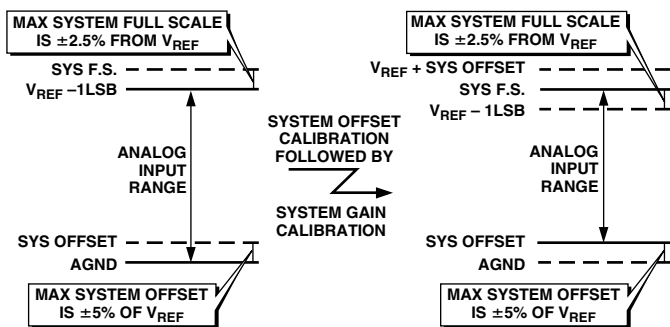 MAX SYSTEM FULL SCALE
IS ±2.5% FROM VREF
SYS F.S.
VREF –1LSB
ANALOG
INPUT
RANGE
SYS OFFSET
AGND
MAX SYSTEM OFFSET
IS ±5% OF VREF
SYSTEM OFFSET
CALIBRATION
FOLLOWED BY
SYSTEM GAIN
CALIBRATION
MAX SYSTEM FULL SCALE
IS ±2.5% FROM VREF
VREF + SYS OFFSET
SYS F.S.
VREF – 1LSB
ANALOG
INPUT
RANGE
SYS OFFSET
AGND
MAX SYSTEM OFFSET
IS ±5% OF VREF